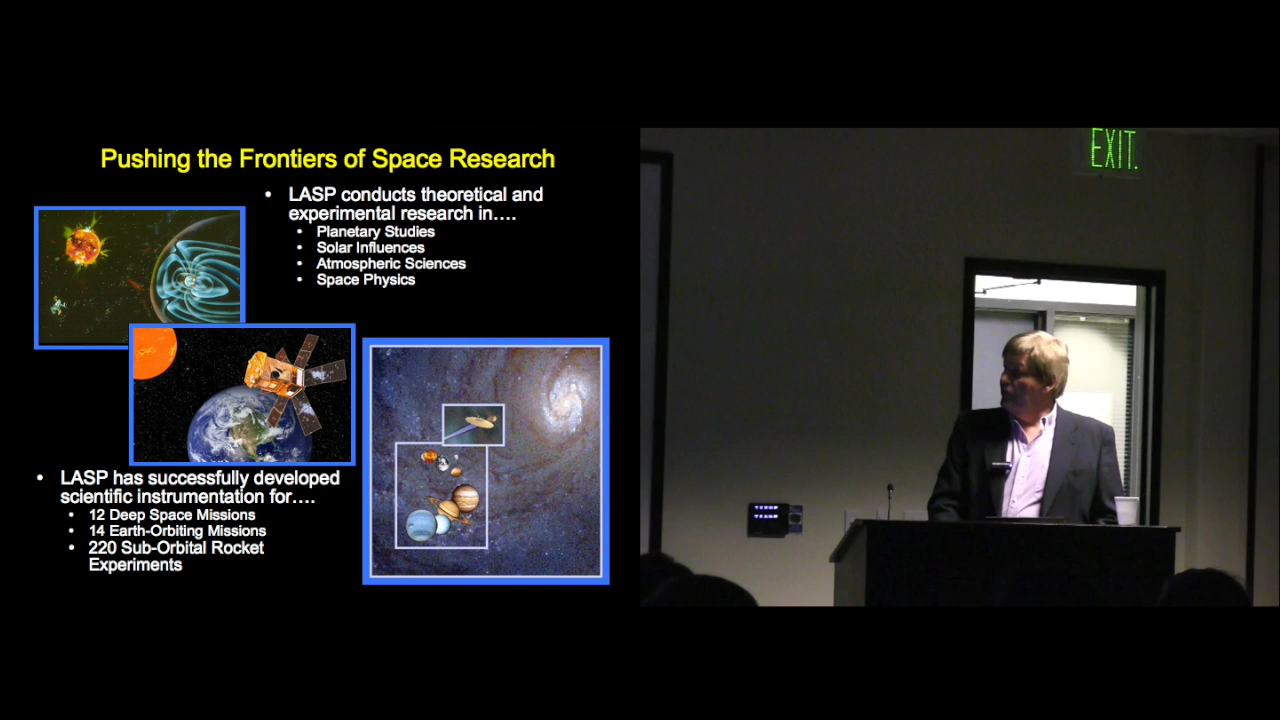 Pushing the Frontiers of Space Research
• LASP conducts theoretical and
experimental research in….
• Planetary Studies
• Solar Influences
• Atmospheric Sciences
• Space Physics
• LASP has successfully developed
scientific instrumentation for….
• 12 Deep Space Missions
• 14 Earth-Orbiting Missions
• 220 Sub-Orbital Rocket
Experiments
EXIT